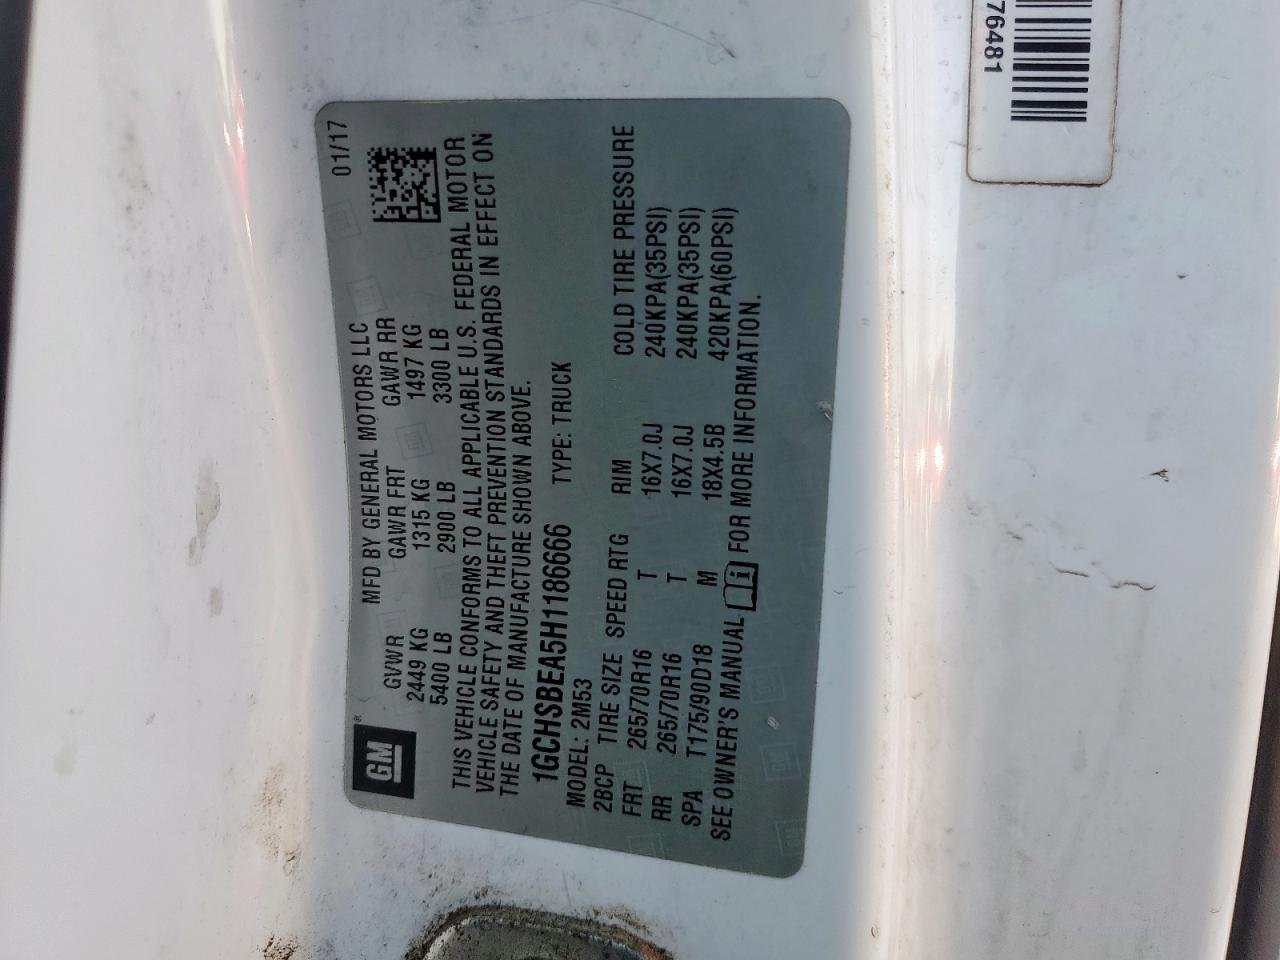 76481
01/17
GM®
MFD BY GENERAL MOTORS LLC
GVWR GAWR FRT GAWR RR
2449 KG 1315 KG 1497 KG
5400 LB 2900 LB 3300 LB
THIS VEHICLE CONFORMS TO ALL APPLICABLE U.S. FEDERAL MOTOR
VEHICLE SAFETY AND THEFT PREVENTION STANDARDS IN EFFECT ON
THE DATE OF MANUFACTURE SHOWN ABOVE.
1GCHSBEA5H1186666 TYPE: TRUCK
MODEL: 2M53
2BCP TIRE SIZE SPEED RTG RIM COLD TIRE PRESSURE
FRT 265/70R16 T 16X7.0J 240KPA(35PSI)
RR 265/70R16 T 16X7.0J 240KPA(35PSI)
SPA T175/90D18 M 18X4.5B 420KPA(60PSI)
SEE OWNER'S MANUAL FOR MORE INFORMATION.